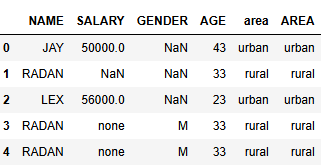 NAME SALARY GENDER AGE area AREA
0 JAY 50000.0 NaN 43 urban urban
1 RADAN NaN NaN 33 rural rural
2 LEX 56000.0 NaN 23 urban urban
3 RADAN none M 33 rural rural
4 RADAN none M 33 rural rural